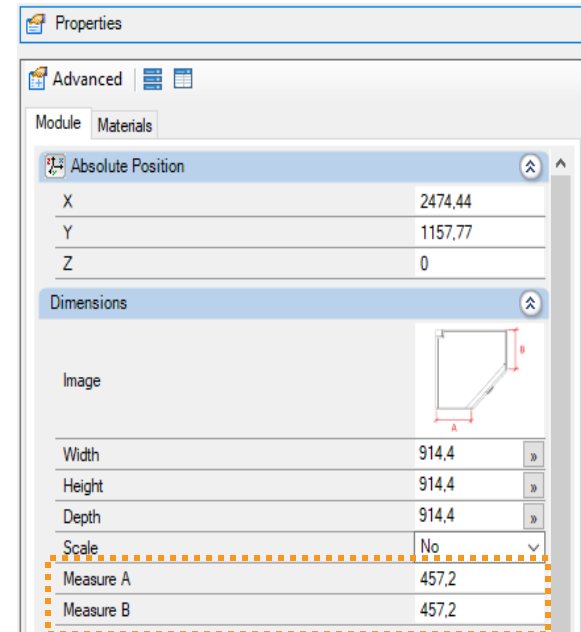 Properties
Advanced
Module Materials
Absolute Position
X 2474,44
Y 1157,77
Z 0
Dimensions
Image
B
A
Width 914,4 »
Height 914,4 »
Depth 914,4 »
Scale No
Measure A 457,2
Measure B 457,2